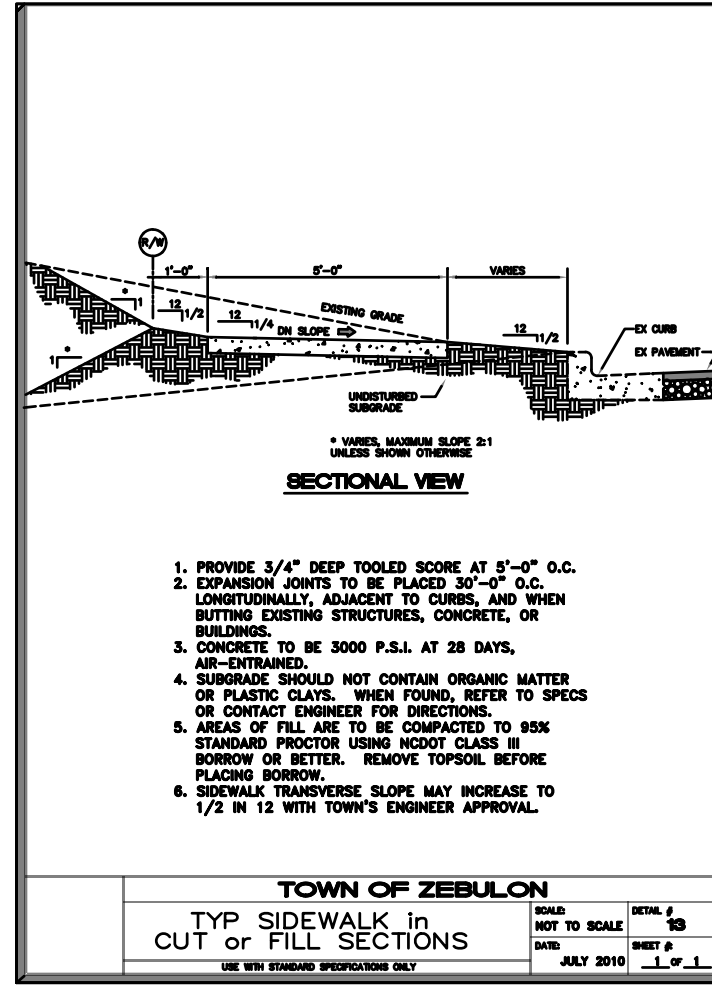 R/W
1'-0" 5'-0" VARIES
* 1
12 1/2
12 1/4
EXISTING GRADE
DN SLOPE
12 1/2
EX CURB
EX PAVEMENT
* 1
UNDISTURBED
SUBGRADE
* VARIES, MAXIMUM SLOPE 2:1
UNLESS SHOWN OTHERWISE
SECTIONAL VIEW
1. PROVIDE 3/4" DEEP TOOLED SCORE AT 5'-0" O.C.
2. EXPANSION JOINTS TO BE PLACED 30'-0" O.C.
LONGITUDINALLY, ADJACENT TO CURBS, AND WHEN
BUTTING EXISTING STRUCTURES, CONCRETE, OR
BUILDINGS.
3. CONCRETE TO BE 3000 P.S.I. AT 28 DAYS,
AIR-ENTRAINED.
4. SUBGRADE SHOULD NOT CONTAIN ORGANIC MATTER
OR PLASTIC CLAYS. WHEN FOUND, REFER TO SPECS
OR CONTACT ENGINEER FOR DIRECTIONS.
5. AREAS OF FILL ARE TO BE COMPACTED TO 95%
STANDARD PROCTOR USING NCDOT CLASS III
BORROW OR BETTER. REMOVE TOPSOIL BEFORE
PLACING BORROW.
6. SIDEWALK TRANSVERSE SLOPE MAY INCREASE TO
1/2 IN 12 WITH TOWN'S ENGINEER APPROVAL.
TOWN OF ZEBULON
TYP SIDEWALK in
CUT or FILL SECTIONS
USE WITH STANDARD SPECIFICATIONS ONLY
SCALE:
NOT TO SCALE
DETAIL #
13
DATE:
JULY 2010
SHEET #:
1 OF 1